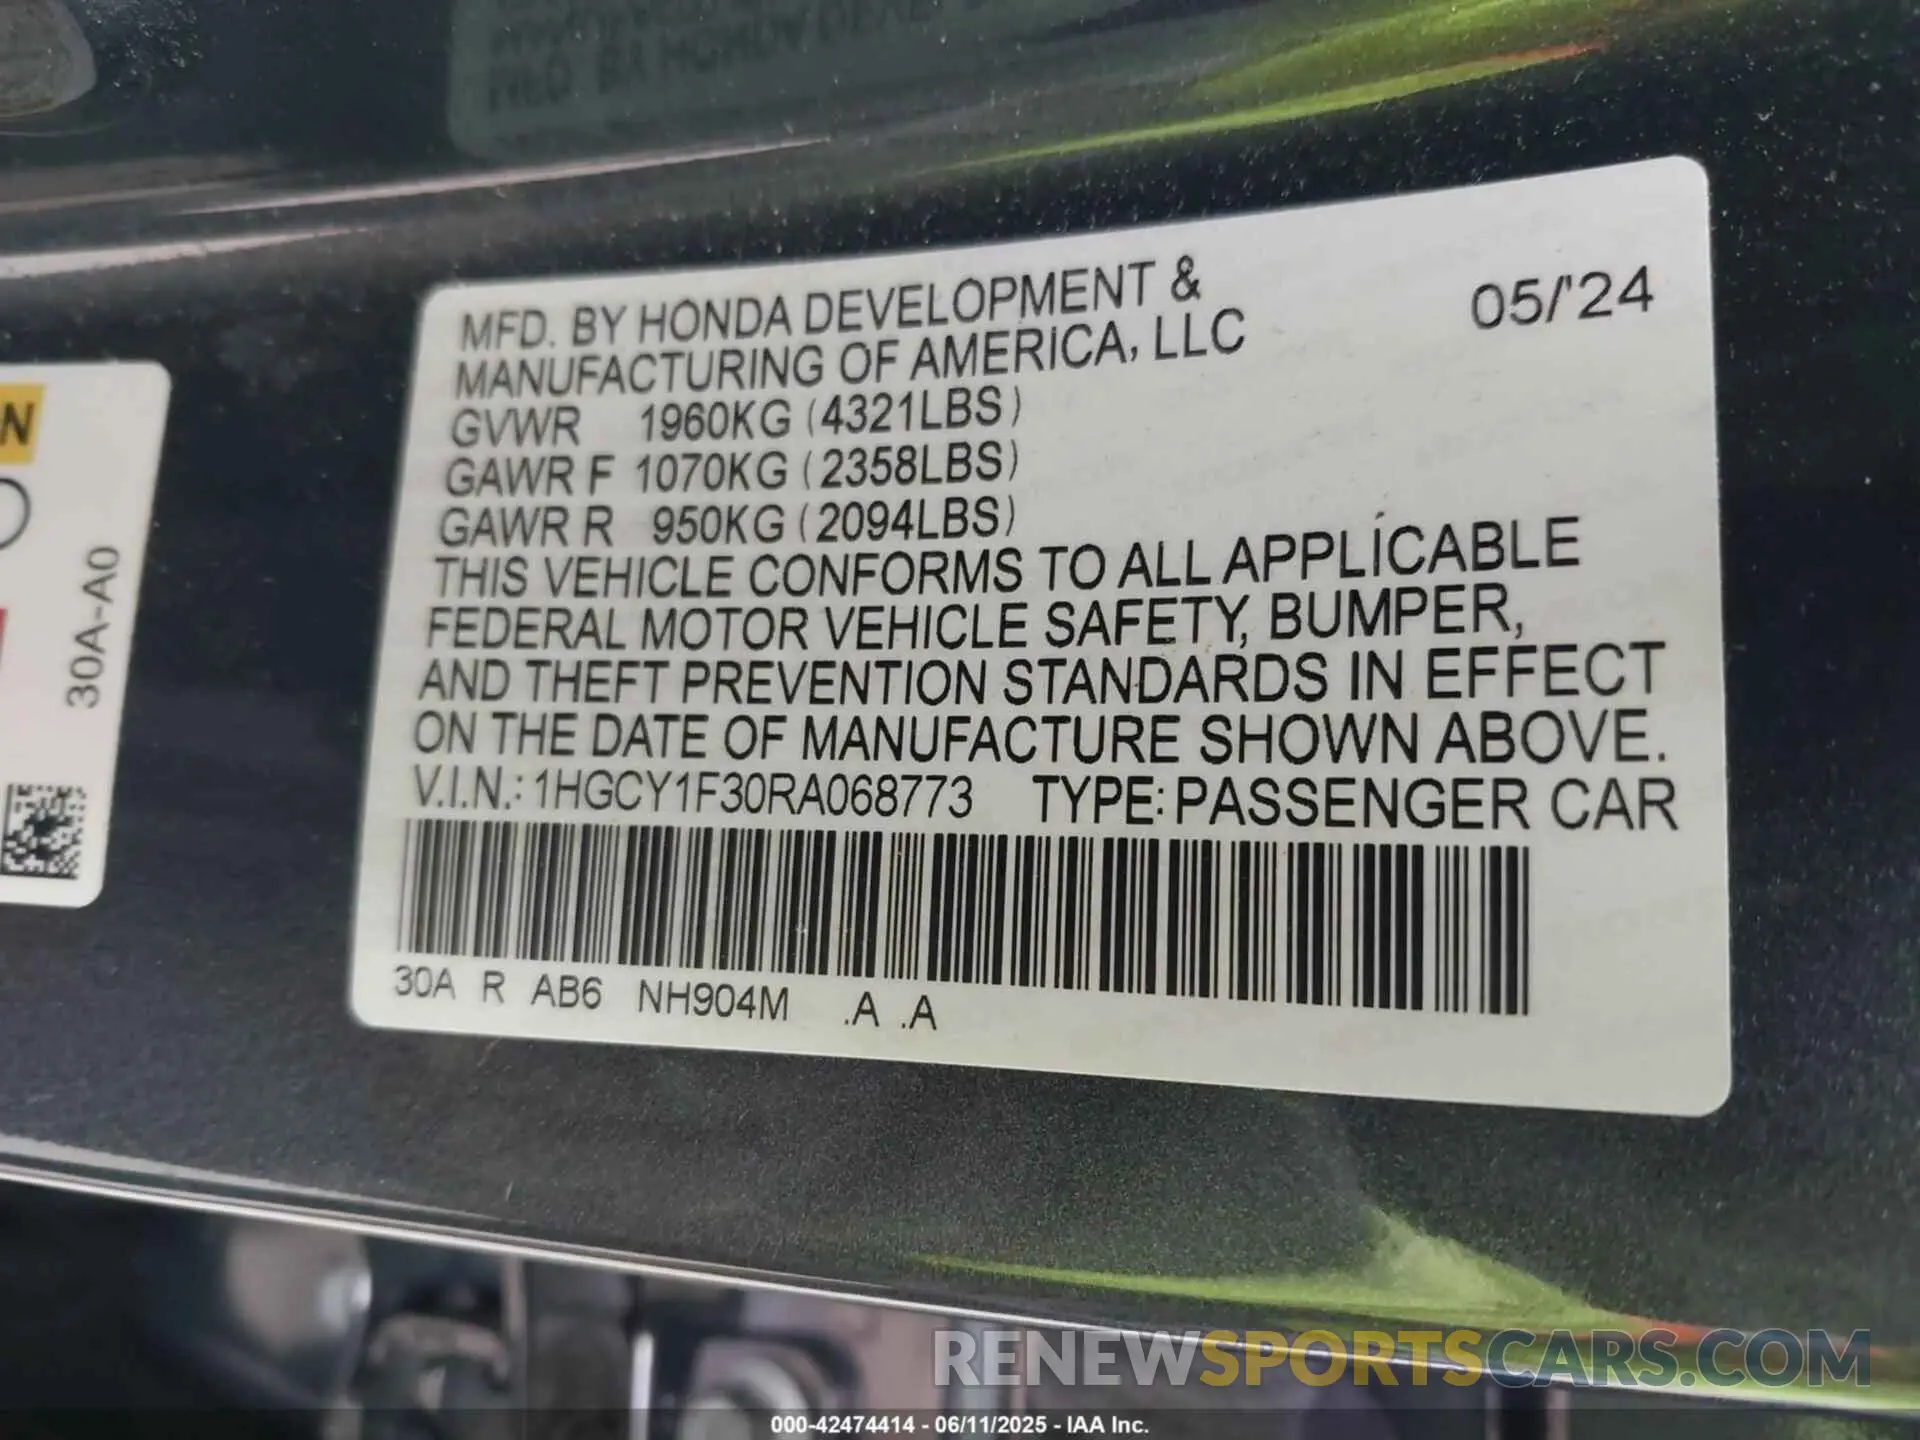 MFD. BY HONDA DEVELOPMENT & 05/'24
MANUFACTURING OF AMERICA, LLC
GVWR 1960KG (4321LBS)
GAWR F 1070KG (2358LBS)
GAWR R 950KG (2094LBS)
THIS VEHICLE CONFORMS TO ALL APPLICABLE
FEDERAL MOTOR VEHICLE SAFETY, BUMPER,
AND THEFT PREVENTION STANDARDS IN EFFECT
ON THE DATE OF MANUFACTURE SHOWN ABOVE.
V.I.N.: 1HGCY1F30RA068773 TYPE: PASSENGER CAR
30A R AB6 NH904M .A .A
N
30A-A0
RENEWSPORTSCARS.COM
000-42474414 - 06/11/2025 - IAA Inc.